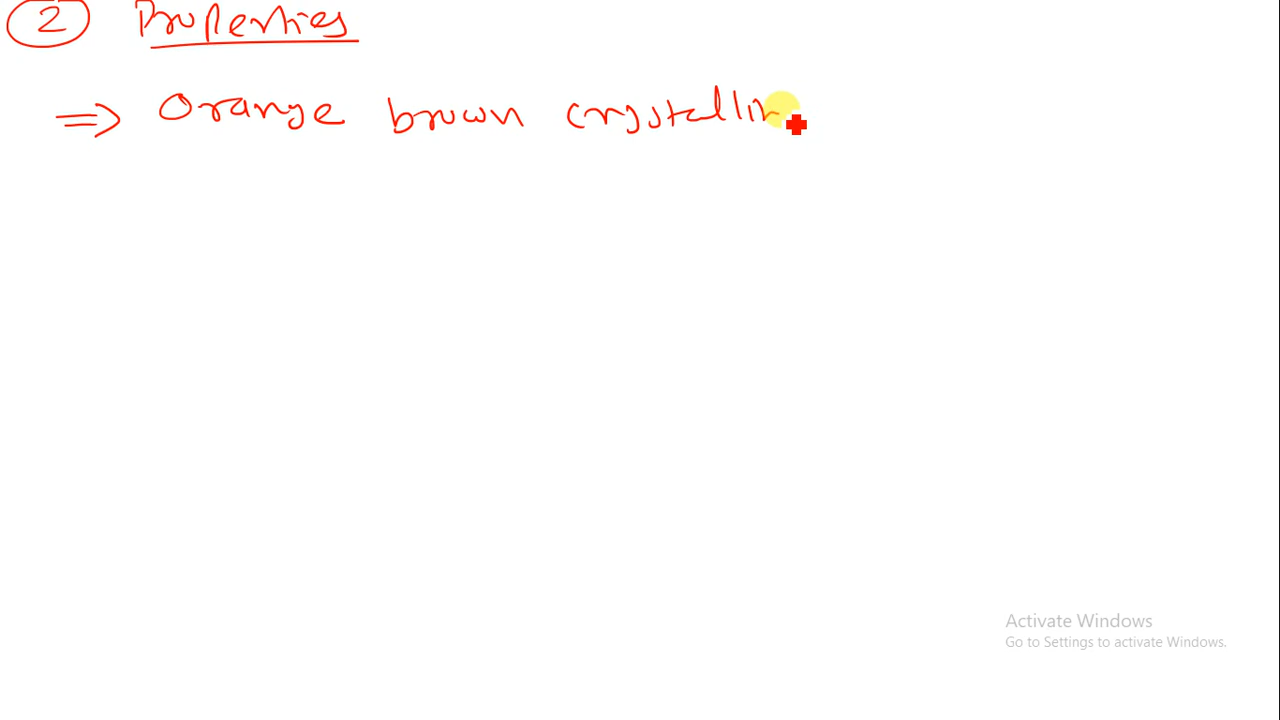 2 Properties
⇒ Orange brown crystallin
Activate Windows
Go to Settings to activate Windows.